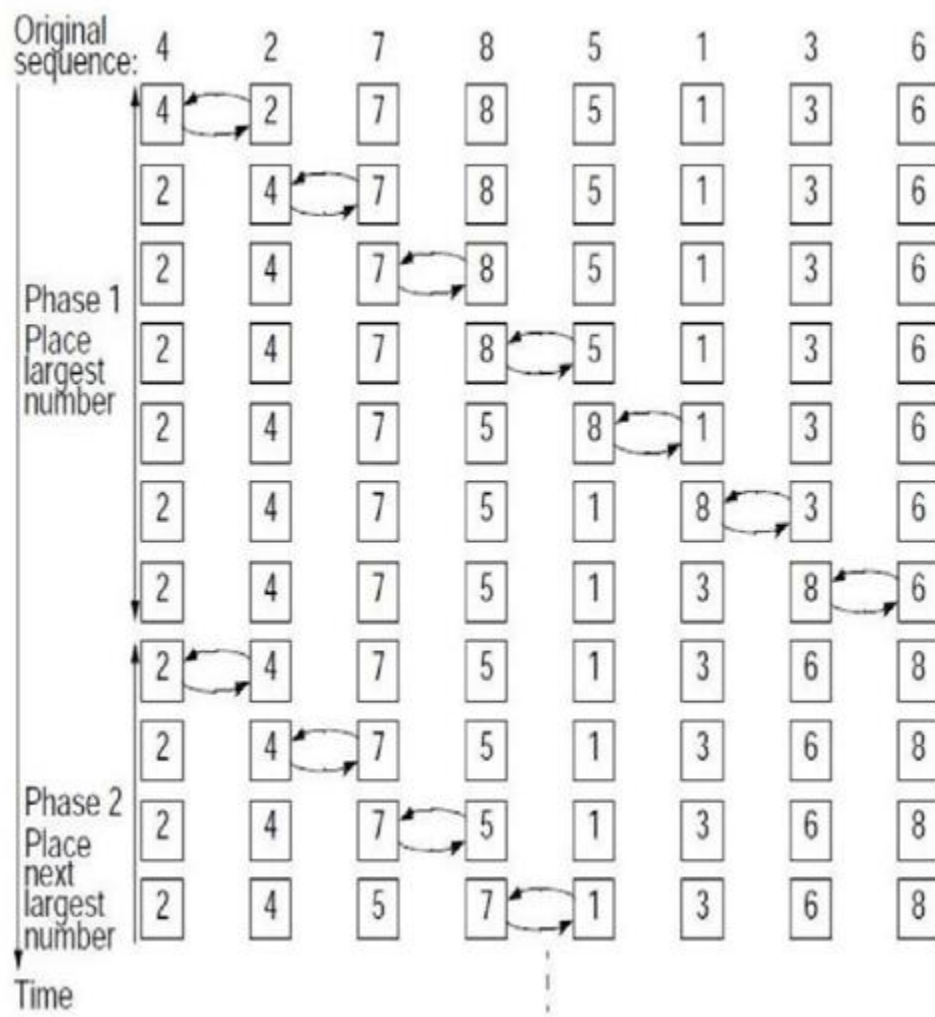 Original
sequence: 4 2 7 8 5 1 3 6
4 2 7 8 5 1 3 6
2 4 7 8 5 1 3 6
2 4 7 8 5 1 3 6
Phase 1
Place
largest
number
2 4 7 8 5 1 3 6
2 4 7 5 8 1 3 6
2 4 7 5 1 8 3 6
2 4 7 5 1 3 8 6
2 4 7 5 1 3 6 8
2 4 7 5 1 3 6 8
Phase 2
Place
next
largest
number
2 4 7 5 1 3 6 8
2 4 5 7 1 3 6 8
Time